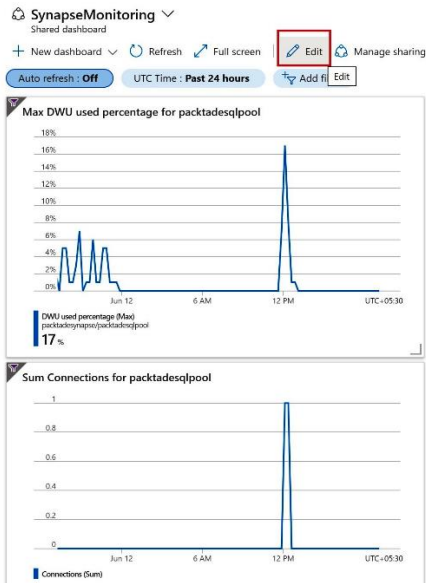 SynapseMonitoring
Shared dashboard
New dashboard Refresh Full screen Edit Manage sharing
Auto refresh : Off UTC Time : Past 24 hours Add fi Edit
Max DWU used percentage for packtadesqlpool
18%
16%
14%
12%
10%
8%
6%
4%
2%
0%
Jun 12 6 AM 12 PM UTC+05:30
DWU used percentage (Max)
packtadesynapse/packtadesqlpool
17 %
Sum Connections for packtadesqlpool
1
0.8
0.6
0.4
0.2
0
Jun 12 6 AM 12 PM UTC+05:30
Connections (Sum)